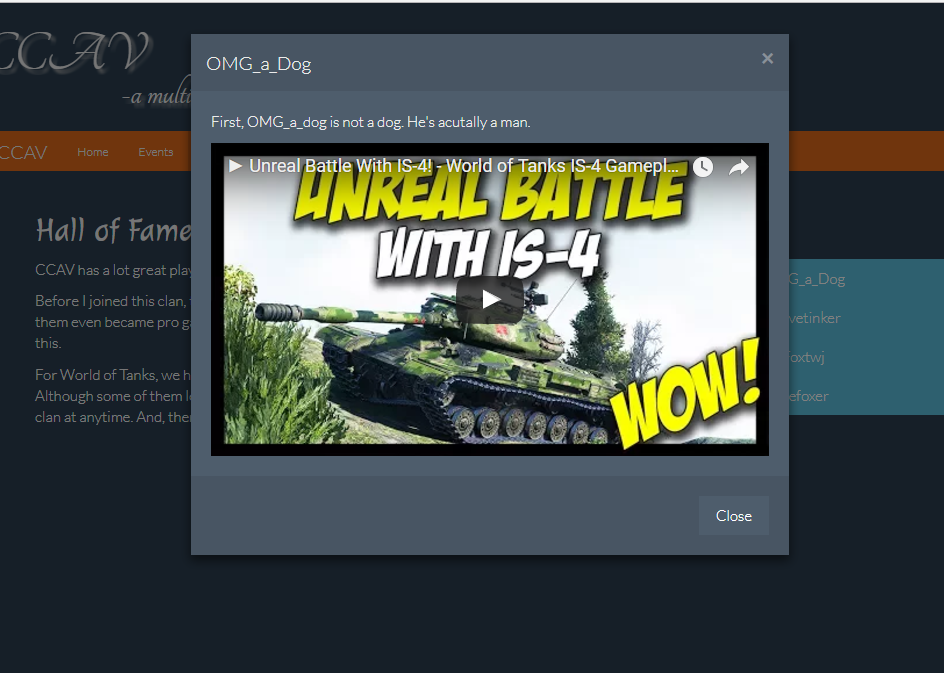 CCAV
-a multi
CCAV Home Events
OMG_a_Dog ×
First, OMG_a_dog is not a dog. He's acutally a man.
Unreal Battle With IS-4! - World of Tanks IS-4 Gamepl...
UNREAL BATTLE
WITH IS-4
WOW!
Close
Hall of Fame
CCAV has a lot great play
Before I joined this clan,
them even became pro ga
this.
For World of Tanks, we h
Although some of them l
clan at anytime. And, the
G_a_Dog
vetinker
oxtwj
efoxer